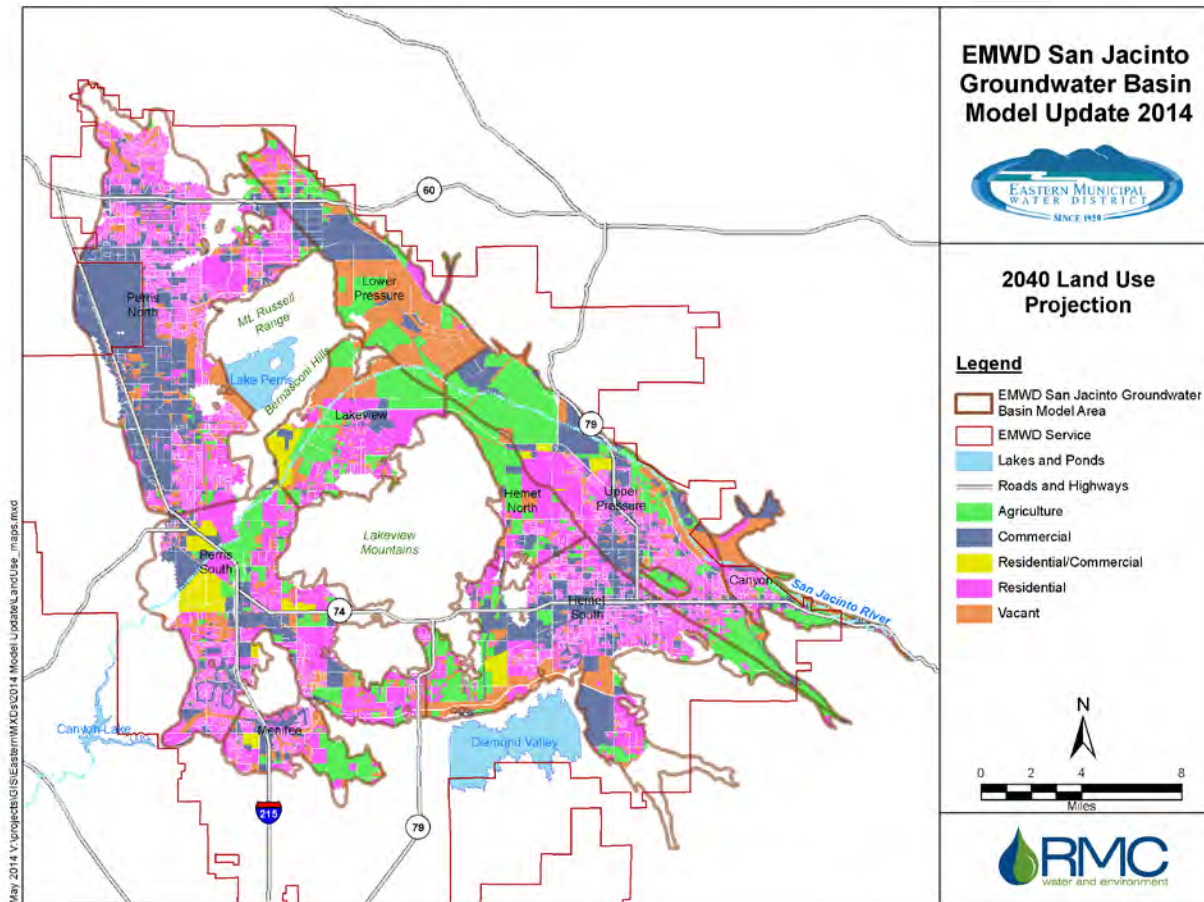 EMWD San Jacinto
Groundwater Basin
Model Update 2014
EASTERN MUNICIPAL
WATER DISTRICT
SINCE 1950
2040 Land Use
Projection
Legend
EMWD San Jacinto Groundwater
Basin Model Area
EMWD Service
Lakes and Ponds
Roads and Highways
Agriculture
Commercial
Residential/Commercial
Residential
Vacant
N
0 2 4 8
Miles
RMC
water and environment
60
Lower
Pressure
Perris
North
Mt. Russell
Range
Lake Perris
Bernasconi Hills
Lakeview
79
Hemet
North
Upper
Pressure
Lakeview
Mountains
Perris
South
Canyon
San Jacinto River
74
Hemet
South
Canyon Lake
Menifee
Diamond Valley
215
79
May 2014 V:\projects\GIS\Eastern\MXDs\2014 Model Update\LandUse_maps.mxd